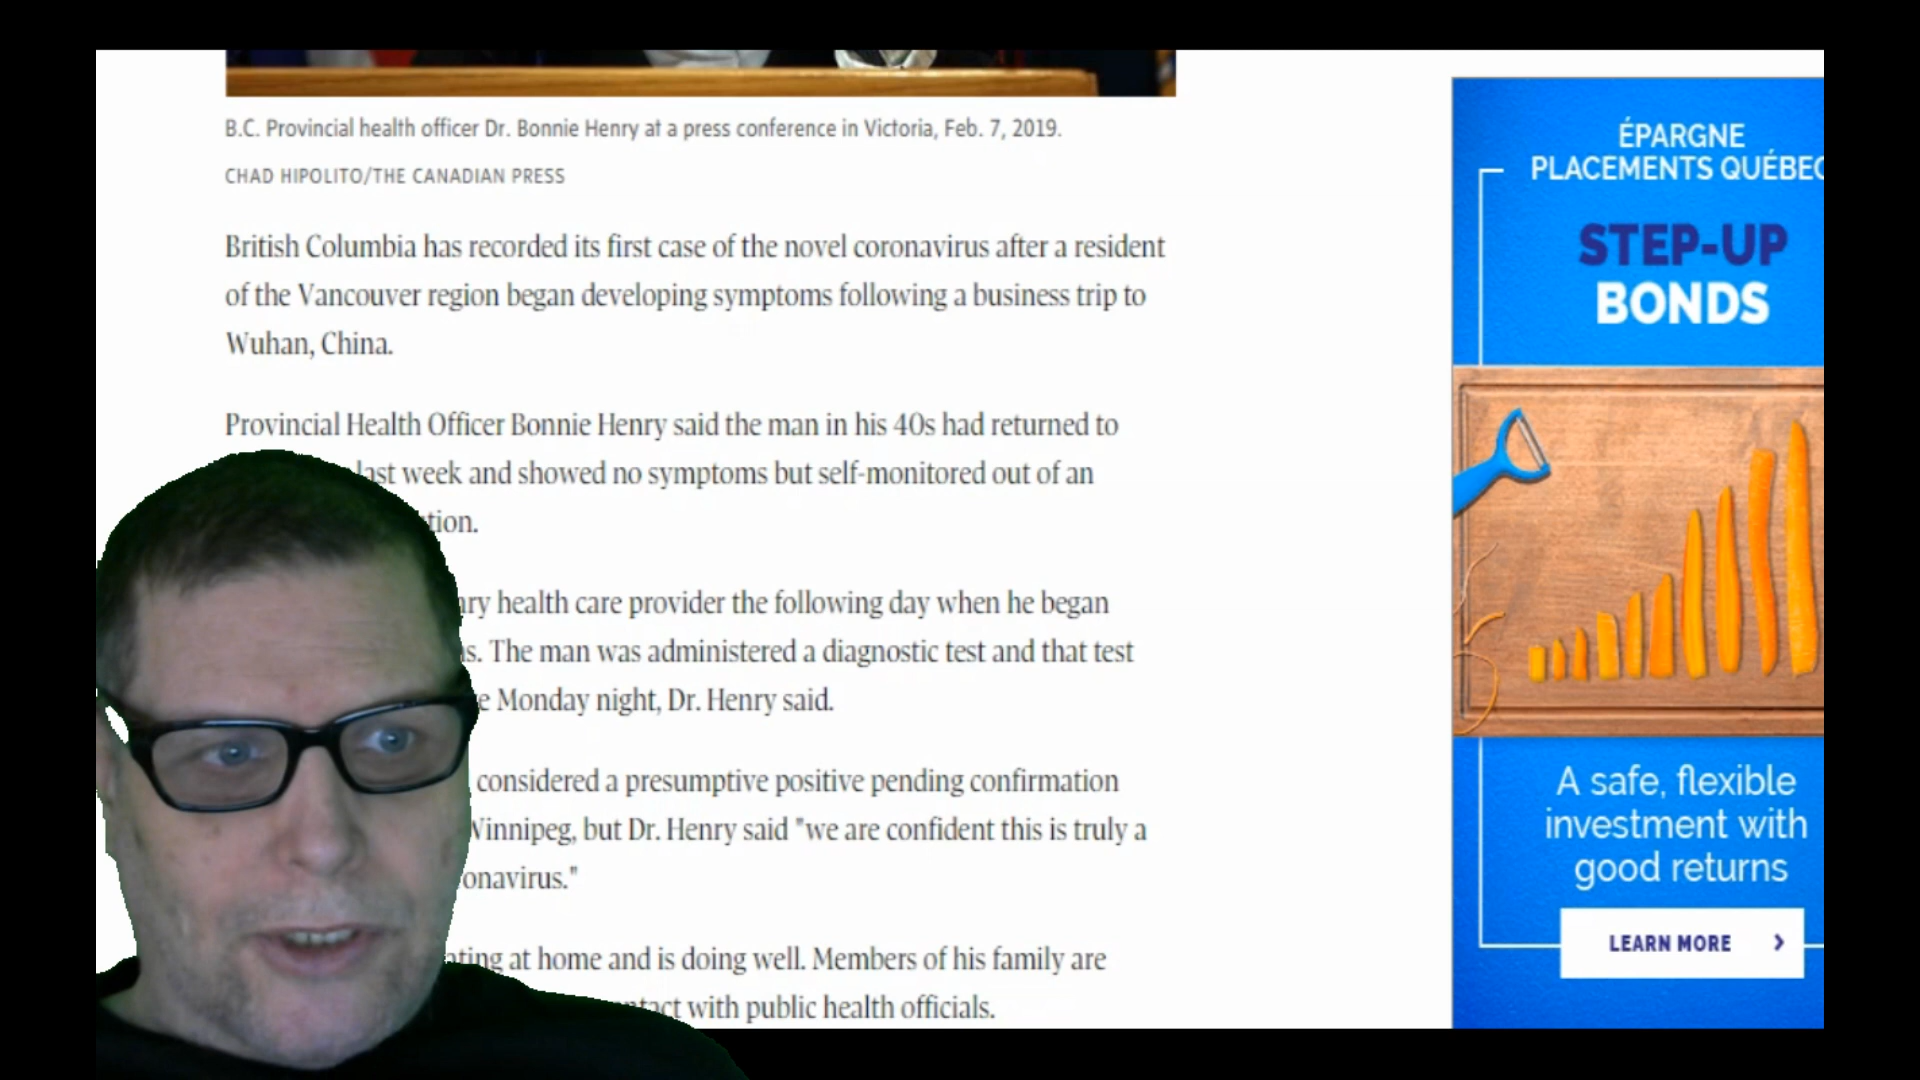 B.C. Provincial health officer Dr. Bonnie Henry at a press conference in Victoria, Feb. 7, 2019.
CHAD HIPOLITO/THE CANADIAN PRESS
British Columbia has recorded its first case of the novel coronavirus after a resident
of the Vancouver region began developing symptoms following a business trip to
Wuhan, China.
Provincial Health Officer Bonnie Henry said the man in his 40s had returned to
last week and showed no symptoms but self-monitored out of an
tion.
ry health care provider the following day when he began
s. The man was administered a diagnostic test and that test
e Monday night, Dr. Henry said.
considered a presumptive positive pending confirmation
Winnipeg, but Dr. Henry said "we are confident this is truly a
onavirus."
ting at home and is doing well. Members of his family are
tact with public health officials.
ÉPARGNE
PLACEMENTS QUÉBEC
STEP-UP
BONDS
A safe, flexible
investment with
good returns
LEARN MORE >